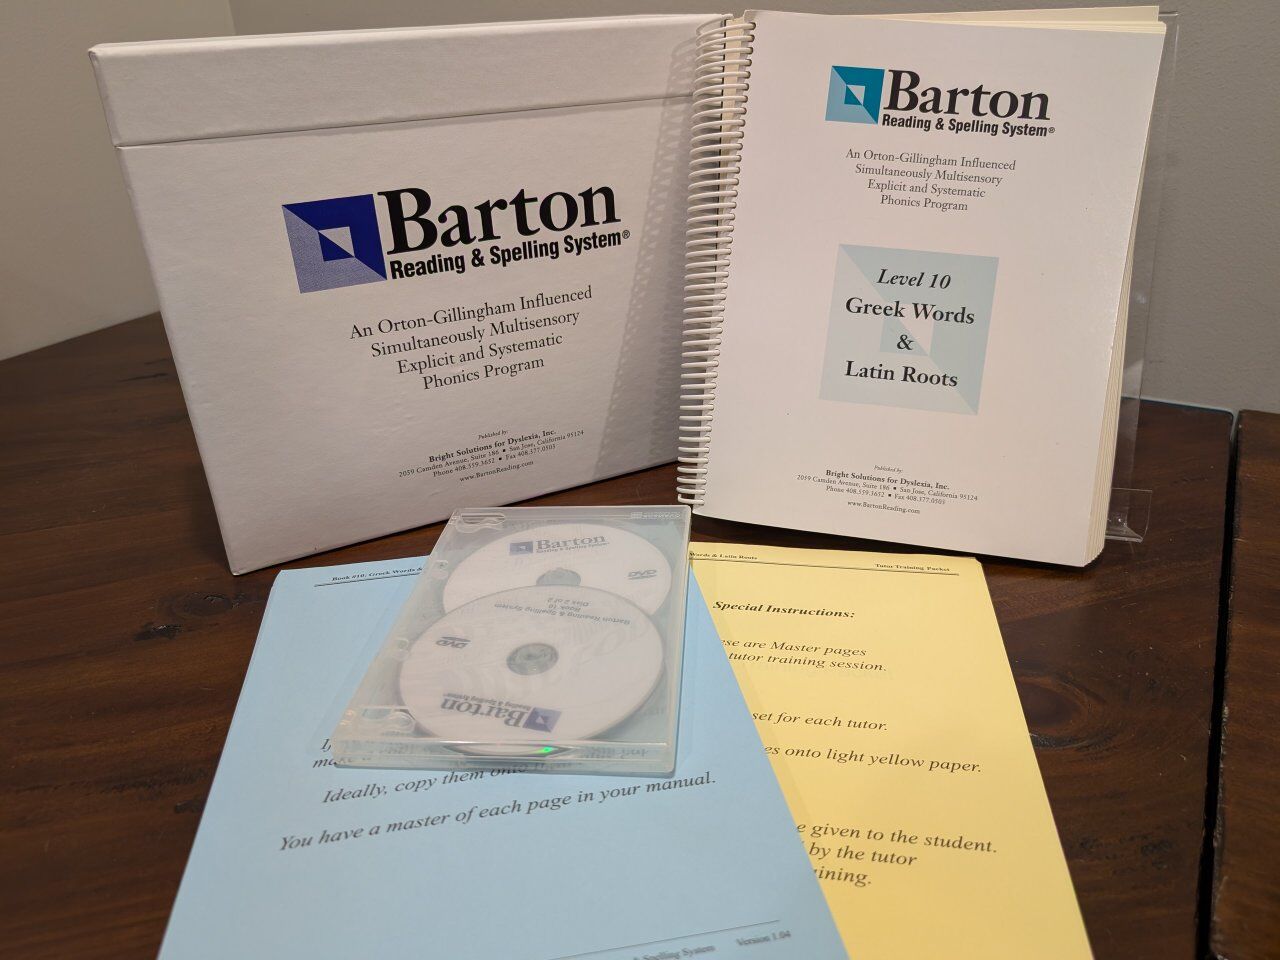 Barton
Reading & Spelling System®
An Orton-Gillingham Influenced
Simultaneously Multisensory
Explicit and Systematic
Phonics Program
Published by:
Bright Solutions for Dyslexia, Inc.
2059 Camden Avenue, Suite 186 ▪ San Jose, California 95124
Phone 408.559.3652 ▪ Fax 408.377.0503
www.BartonReading.com
Barton
Reading & Spelling System®
An Orton-Gillingham Influenced
Simultaneously Multisensory
Explicit and Systematic
Phonics Program
Level 10
Greek Words
&
Latin Roots
Published by:
Bright Solutions for Dyslexia, Inc.
2059 Camden Avenue, Suite 186 ▪ San Jose, California 95124
Phone 408.559.3652 ▪ Fax 408.377.0503
www.BartonReading.com
Barton
Reading & Spelling System®
DVD
Barton Reading & Spelling System
Book 10
Disk 2 of 2
DVD
Barton
Reading & Spelling System®
Book #10: Greek Words &
make
Ideally, copy them onto
You have a master of each page in your manual.
& Spelling System Version 1.04
Words & Latin Roots Tutor Training Packet
Special Instructions:
are Master pages
tutor training session.
set for each tutor.
onto light yellow paper.
given to the student.
by the tutor